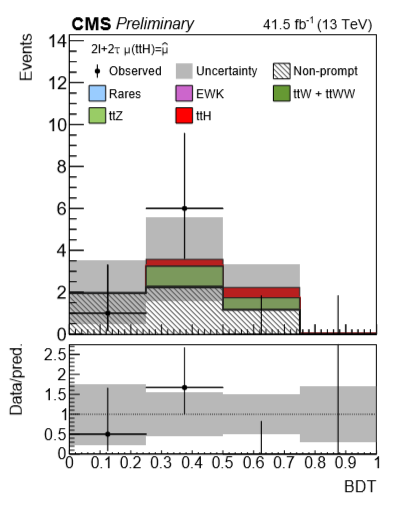 CMS Preliminary 41.5 fb⁻¹ (13 TeV)
Events
2l+2τ μ(ttH)=μ̂
Observed Uncertainty Non-prompt
Rares EWK ttW + ttWW
ttZ ttH
14
12
10
8
6
4
2
0
Data/pred.
2.5
2
1.5
1
0.5
0
0 0.1 0.2 0.3 0.4 0.5 0.6 0.7 0.8 0.9 1
BDT